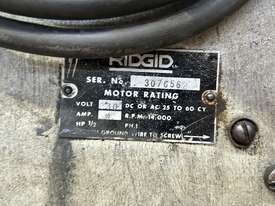 RIDGID
SER. No.
MOTOR RATING
VOLT DC OR AC 25 TO 60 CY
AMP. R.P.M. 14,000
HP 1/2 PH.1
GROUND WIRE TO SCREW